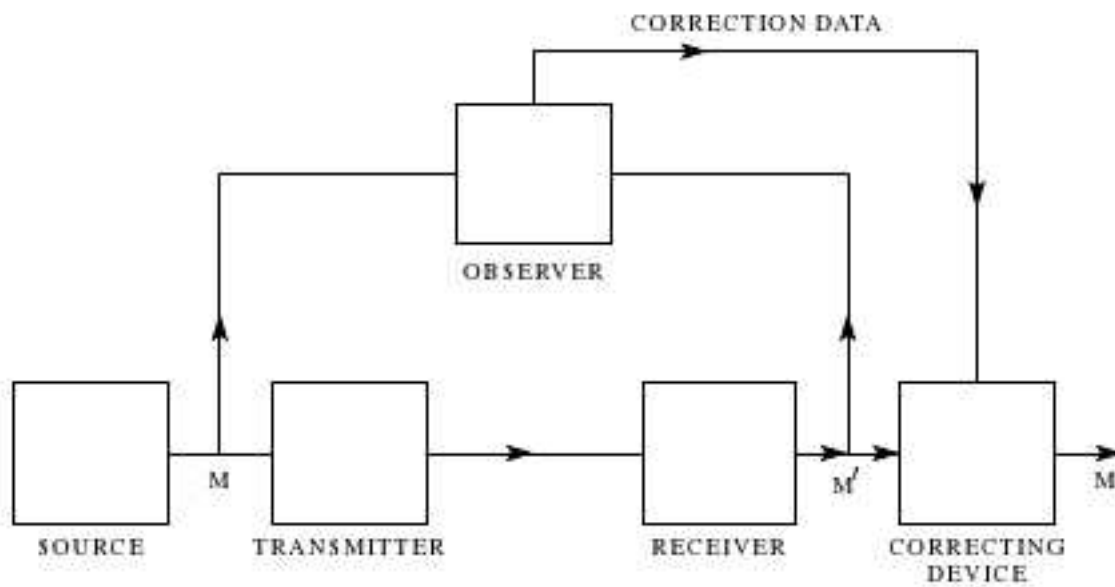 CORRECTION DATA
OBSERVER
M
M′
M
SOURCE
TRANSMITTER
RECEIVER
CORRECTING
DEVICE